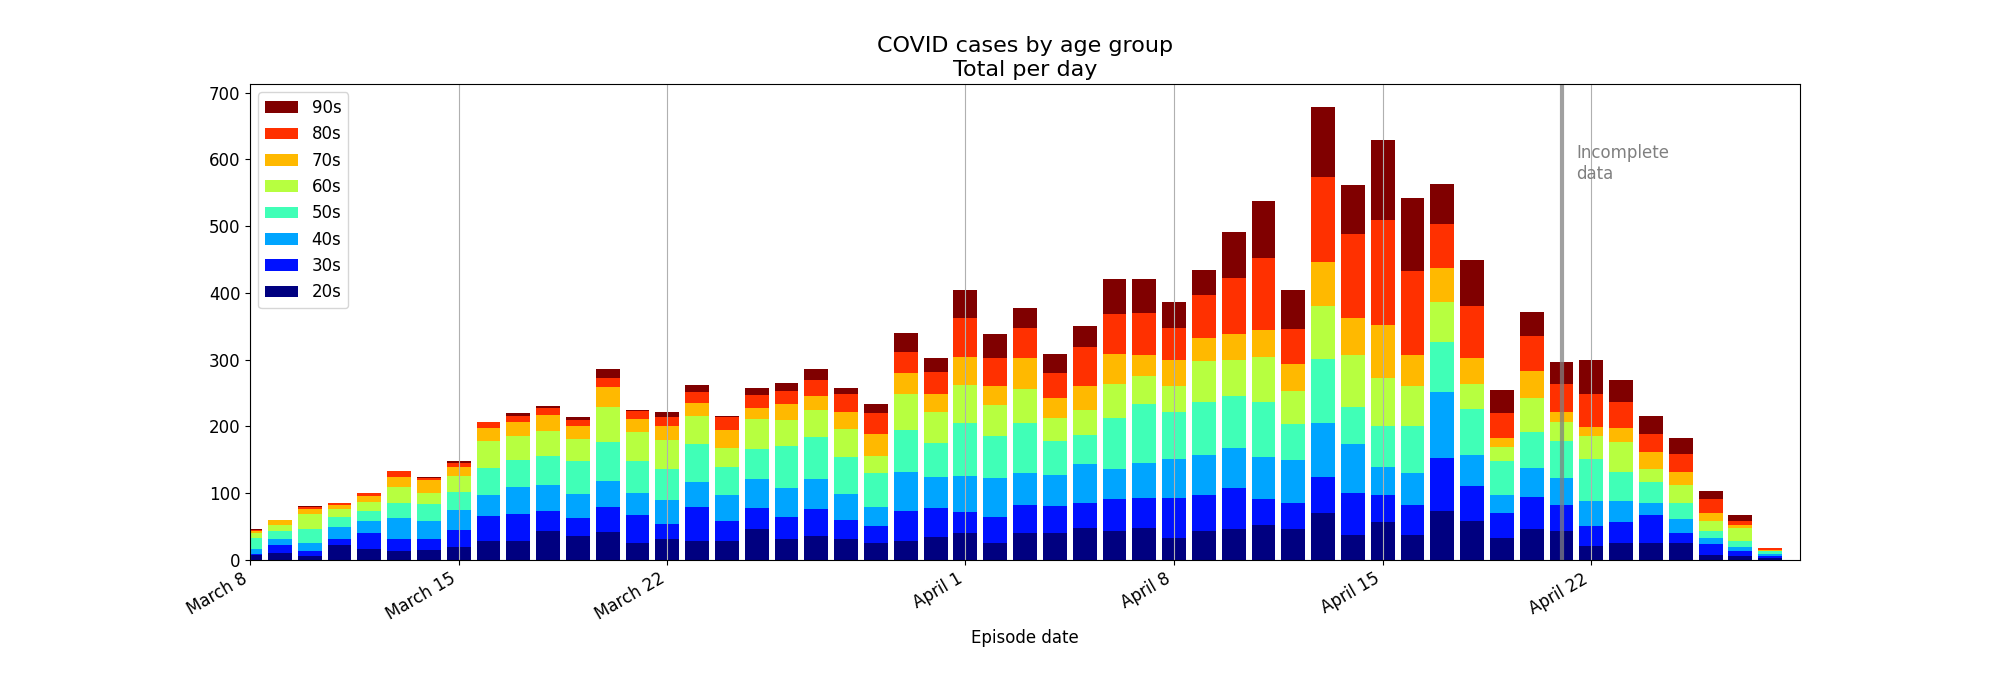 COVID cases by age group
Total per day
700
600
500
400
300
200
100
0
90s
80s
70s
60s
50s
40s
30s
20s
Incomplete
data
March 8
March 15
March 22
April 1
April 8
April 15
April 22
Episode date